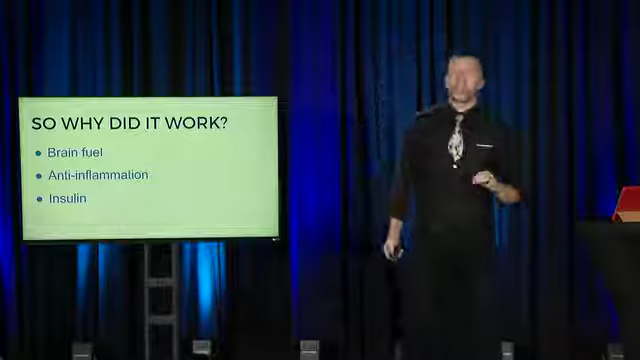 SO WHY DID IT WORK?
Brain fuel
Anti-inflammation
Insulin